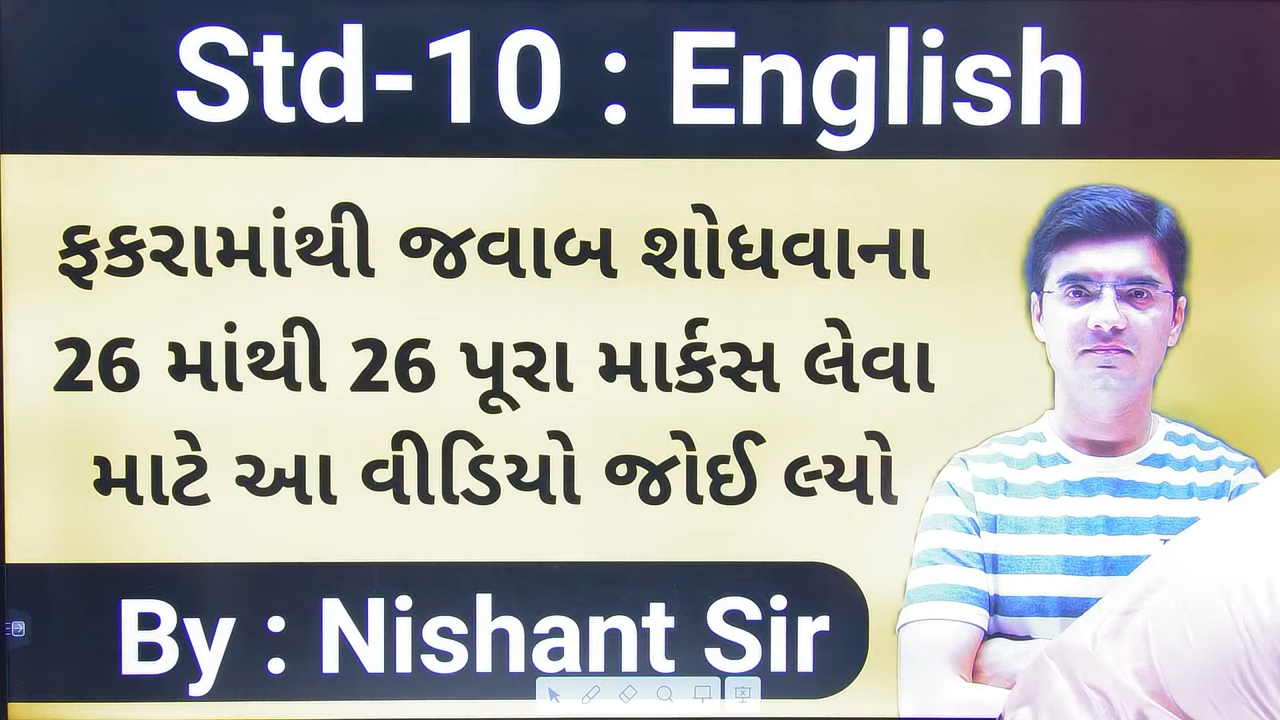 Std-10 : English
ફકરામાંથી જવાબ શોધવાના
26 માંથી 26 પૂરા માર્કસ લેવા
માટે આ વીડિયો જોઈ લ્યો
By : Nishant Sir